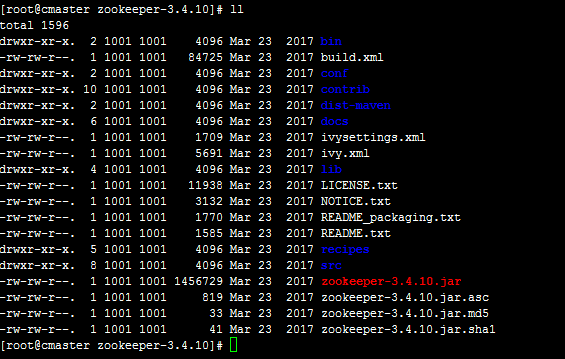 [root@cmaster zookeeper-3.4.10]# ll
total 1596
drwxr-xr-x. 2 1001 1001 4096 Mar 23 2017 bin
-rw-rw-r--. 1 1001 1001 84725 Mar 23 2017 build.xml
drwxr-xr-x. 2 1001 1001 4096 Mar 23 2017 conf
drwxr-xr-x. 10 1001 1001 4096 Mar 23 2017 contrib
drwxr-xr-x. 2 1001 1001 4096 Mar 23 2017 dist-maven
drwxr-xr-x. 6 1001 1001 4096 Mar 23 2017 docs
-rw-rw-r--. 1 1001 1001 1709 Mar 23 2017 ivysettings.xml
-rw-rw-r--. 1 1001 1001 5691 Mar 23 2017 ivy.xml
drwxr-xr-x. 4 1001 1001 4096 Mar 23 2017 lib
-rw-rw-r--. 1 1001 1001 11938 Mar 23 2017 LICENSE.txt
-rw-rw-r--. 1 1001 1001 3132 Mar 23 2017 NOTICE.txt
-rw-rw-r--. 1 1001 1001 1770 Mar 23 2017 README_packaging.txt
-rw-rw-r--. 1 1001 1001 1585 Mar 23 2017 README.txt
drwxr-xr-x. 5 1001 1001 4096 Mar 23 2017 recipes
drwxr-xr-x. 8 1001 1001 4096 Mar 23 2017 src
-rw-rw-r--. 1 1001 1001 1456729 Mar 23 2017 zookeeper-3.4.10.jar
-rw-rw-r--. 1 1001 1001 819 Mar 23 2017 zookeeper-3.4.10.jar.asc
-rw-rw-r--. 1 1001 1001 33 Mar 23 2017 zookeeper-3.4.10.jar.md5
-rw-rw-r--. 1 1001 1001 41 Mar 23 2017 zookeeper-3.4.10.jar.sha1
[root@cmaster zookeeper-3.4.10]#